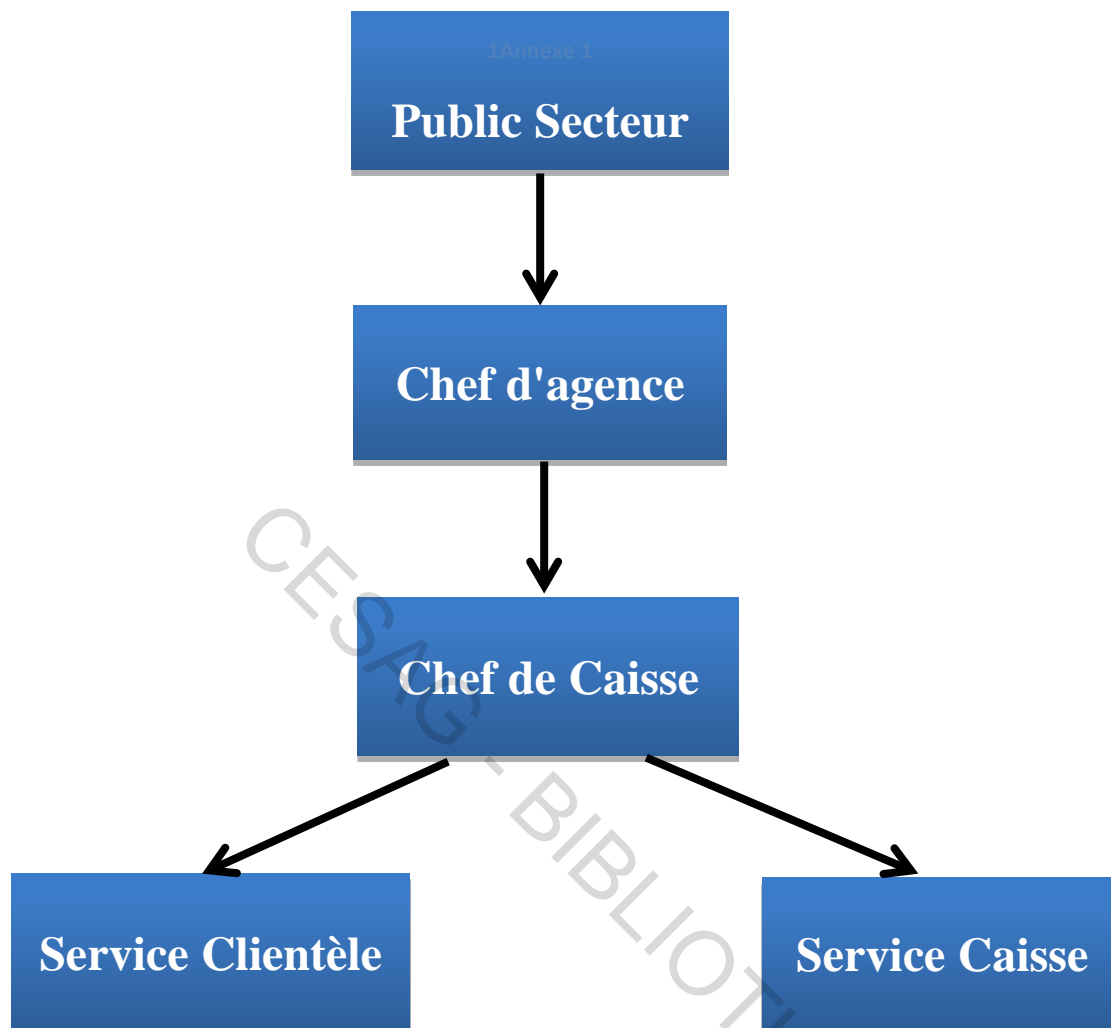 1Annexe 1
Public Secteur
Chef d'agence
Chef de Caisse
Service Clientèle
Service Caisse
CESAG - BIBLIOT